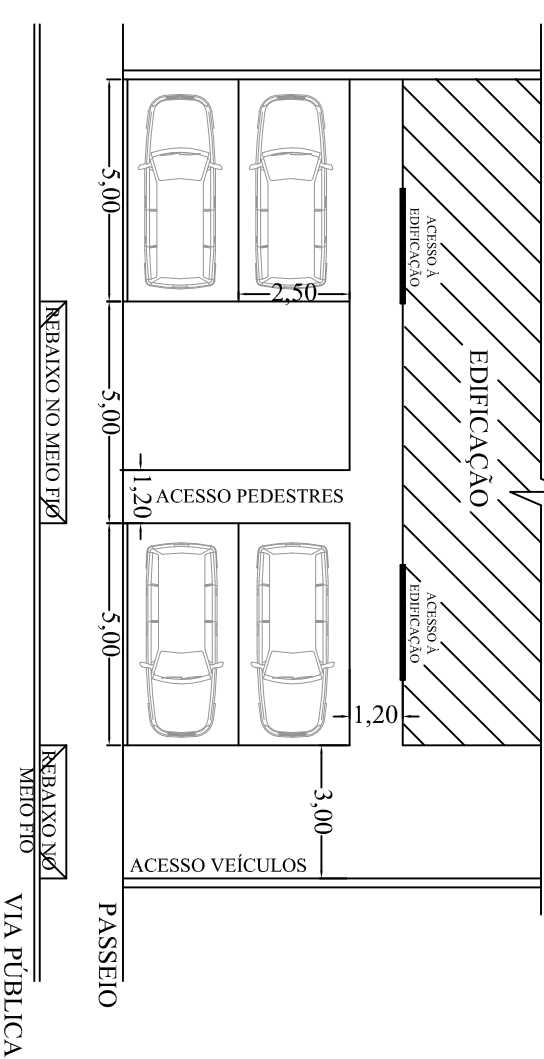 ACESSO À
EDIFICAÇÃO
EDIFICAÇÃO
ACESSO À
EDIFICAÇÃO
5,00
2,50
5,00
1,20
ACESSO PEDESTRES
5,00
1,20
3,00
ACESSO VEÍCULOS
REBAIXO NO MEIO FIO
REBAIXO NO
MEIO FIO
PASSEIO
VIA PÚBLICA